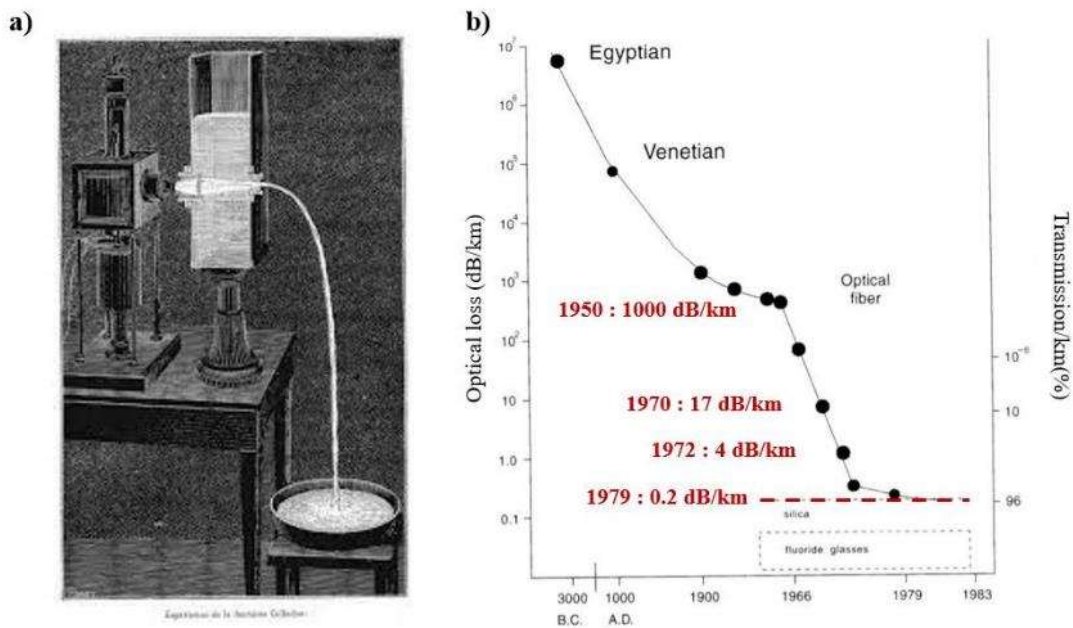 a)
b)
10⁷
Egyptian
10⁶
10⁵
Venetian
10⁴
10³
Optical
fiber
1950 : 1000 dB/km
10²
10⁻⁶
1970 : 17 dB/km
10
10
1972 : 4 dB/km
1.0
1979 : 0.2 dB/km
96
silica
0.1
fluoride glasses
Optical loss (dB/km)
Transmission/km(%)
3000
1000
1900
1966
1979
1983
B.C.
A.D.